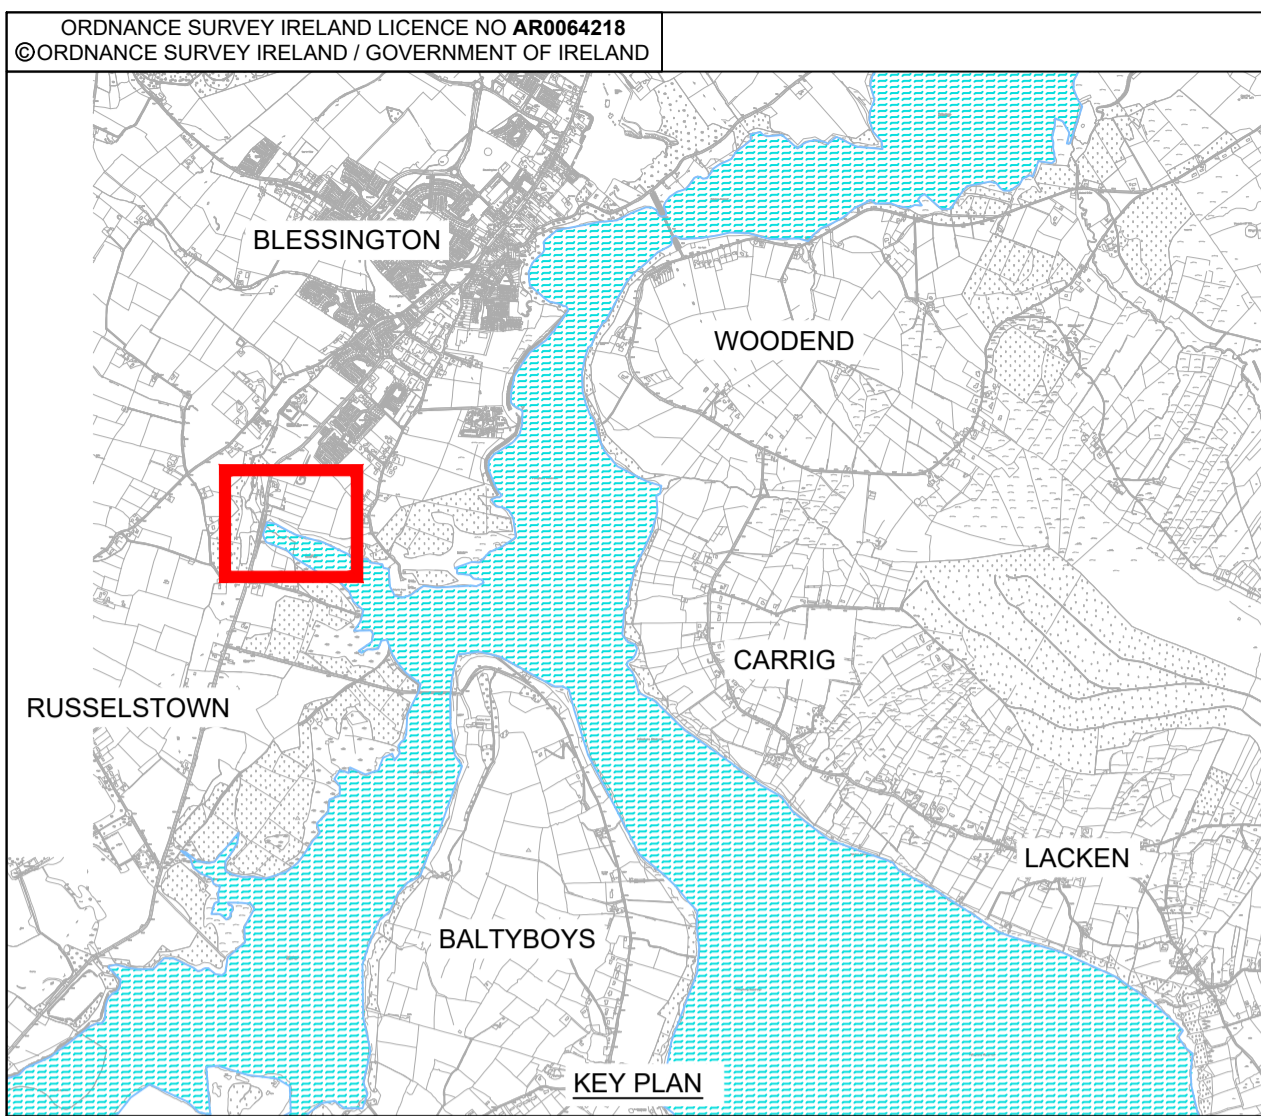 ORDNANCE SURVEY IRELAND LICENCE NO AR0064218
©ORDNANCE SURVEY IRELAND / GOVERNMENT OF IRELAND
BLESSINGTON
WOODEND
CARRIG
RUSSELSTOWN
LACKEN
BALTYBOYS
KEY PLAN